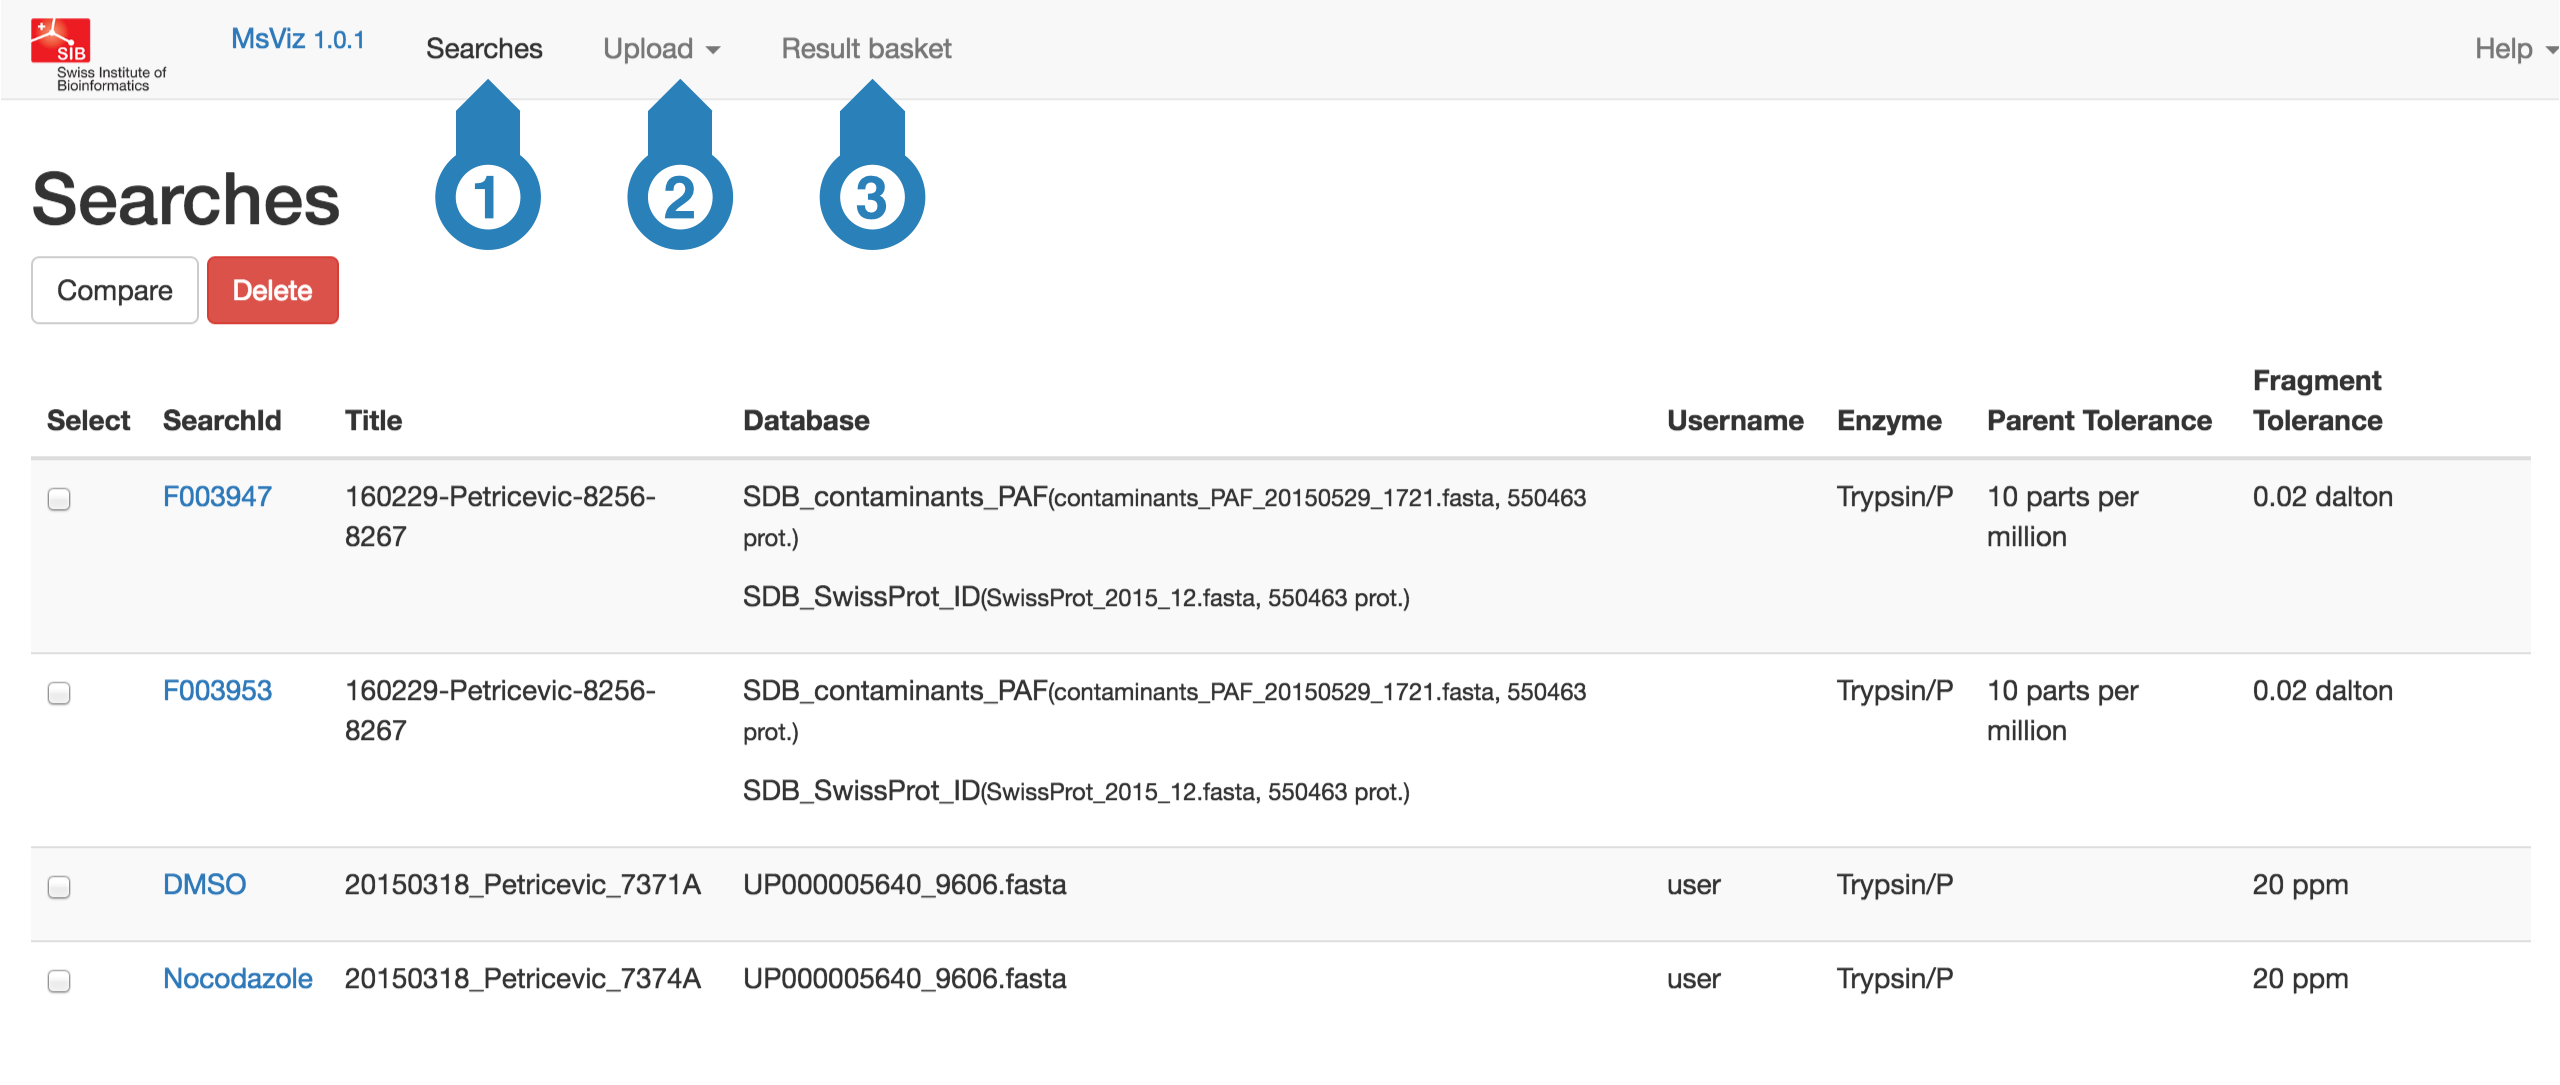 SIB
Swiss Institute of
Bioinformatics
MsViz 1.0.1
Searches
Upload
Result basket
Help
1
2
3
Searches
Compare
Delete
Select SearchId Title Database Username Enzyme Parent Tolerance Fragment
Tolerance
F003947 160229-Petricevic-8256- SDB_contaminants_PAF(contaminants_PAF_20150529_1721.fasta, 550463 Trypsin/P 10 parts per 0.02 dalton
8267 prot.) million
SDB_SwissProt_ID(SwissProt_2015_12.fasta, 550463 prot.)
F003953 160229-Petricevic-8256- SDB_contaminants_PAF(contaminants_PAF_20150529_1721.fasta, 550463 Trypsin/P 10 parts per 0.02 dalton
8267 prot.) million
SDB_SwissProt_ID(SwissProt_2015_12.fasta, 550463 prot.)
DMSO 20150318_Petricevic_7371A UP000005640_9606.fasta user Trypsin/P 20 ppm
Nocodazole 20150318_Petricevic_7374A UP000005640_9606.fasta user Trypsin/P 20 ppm